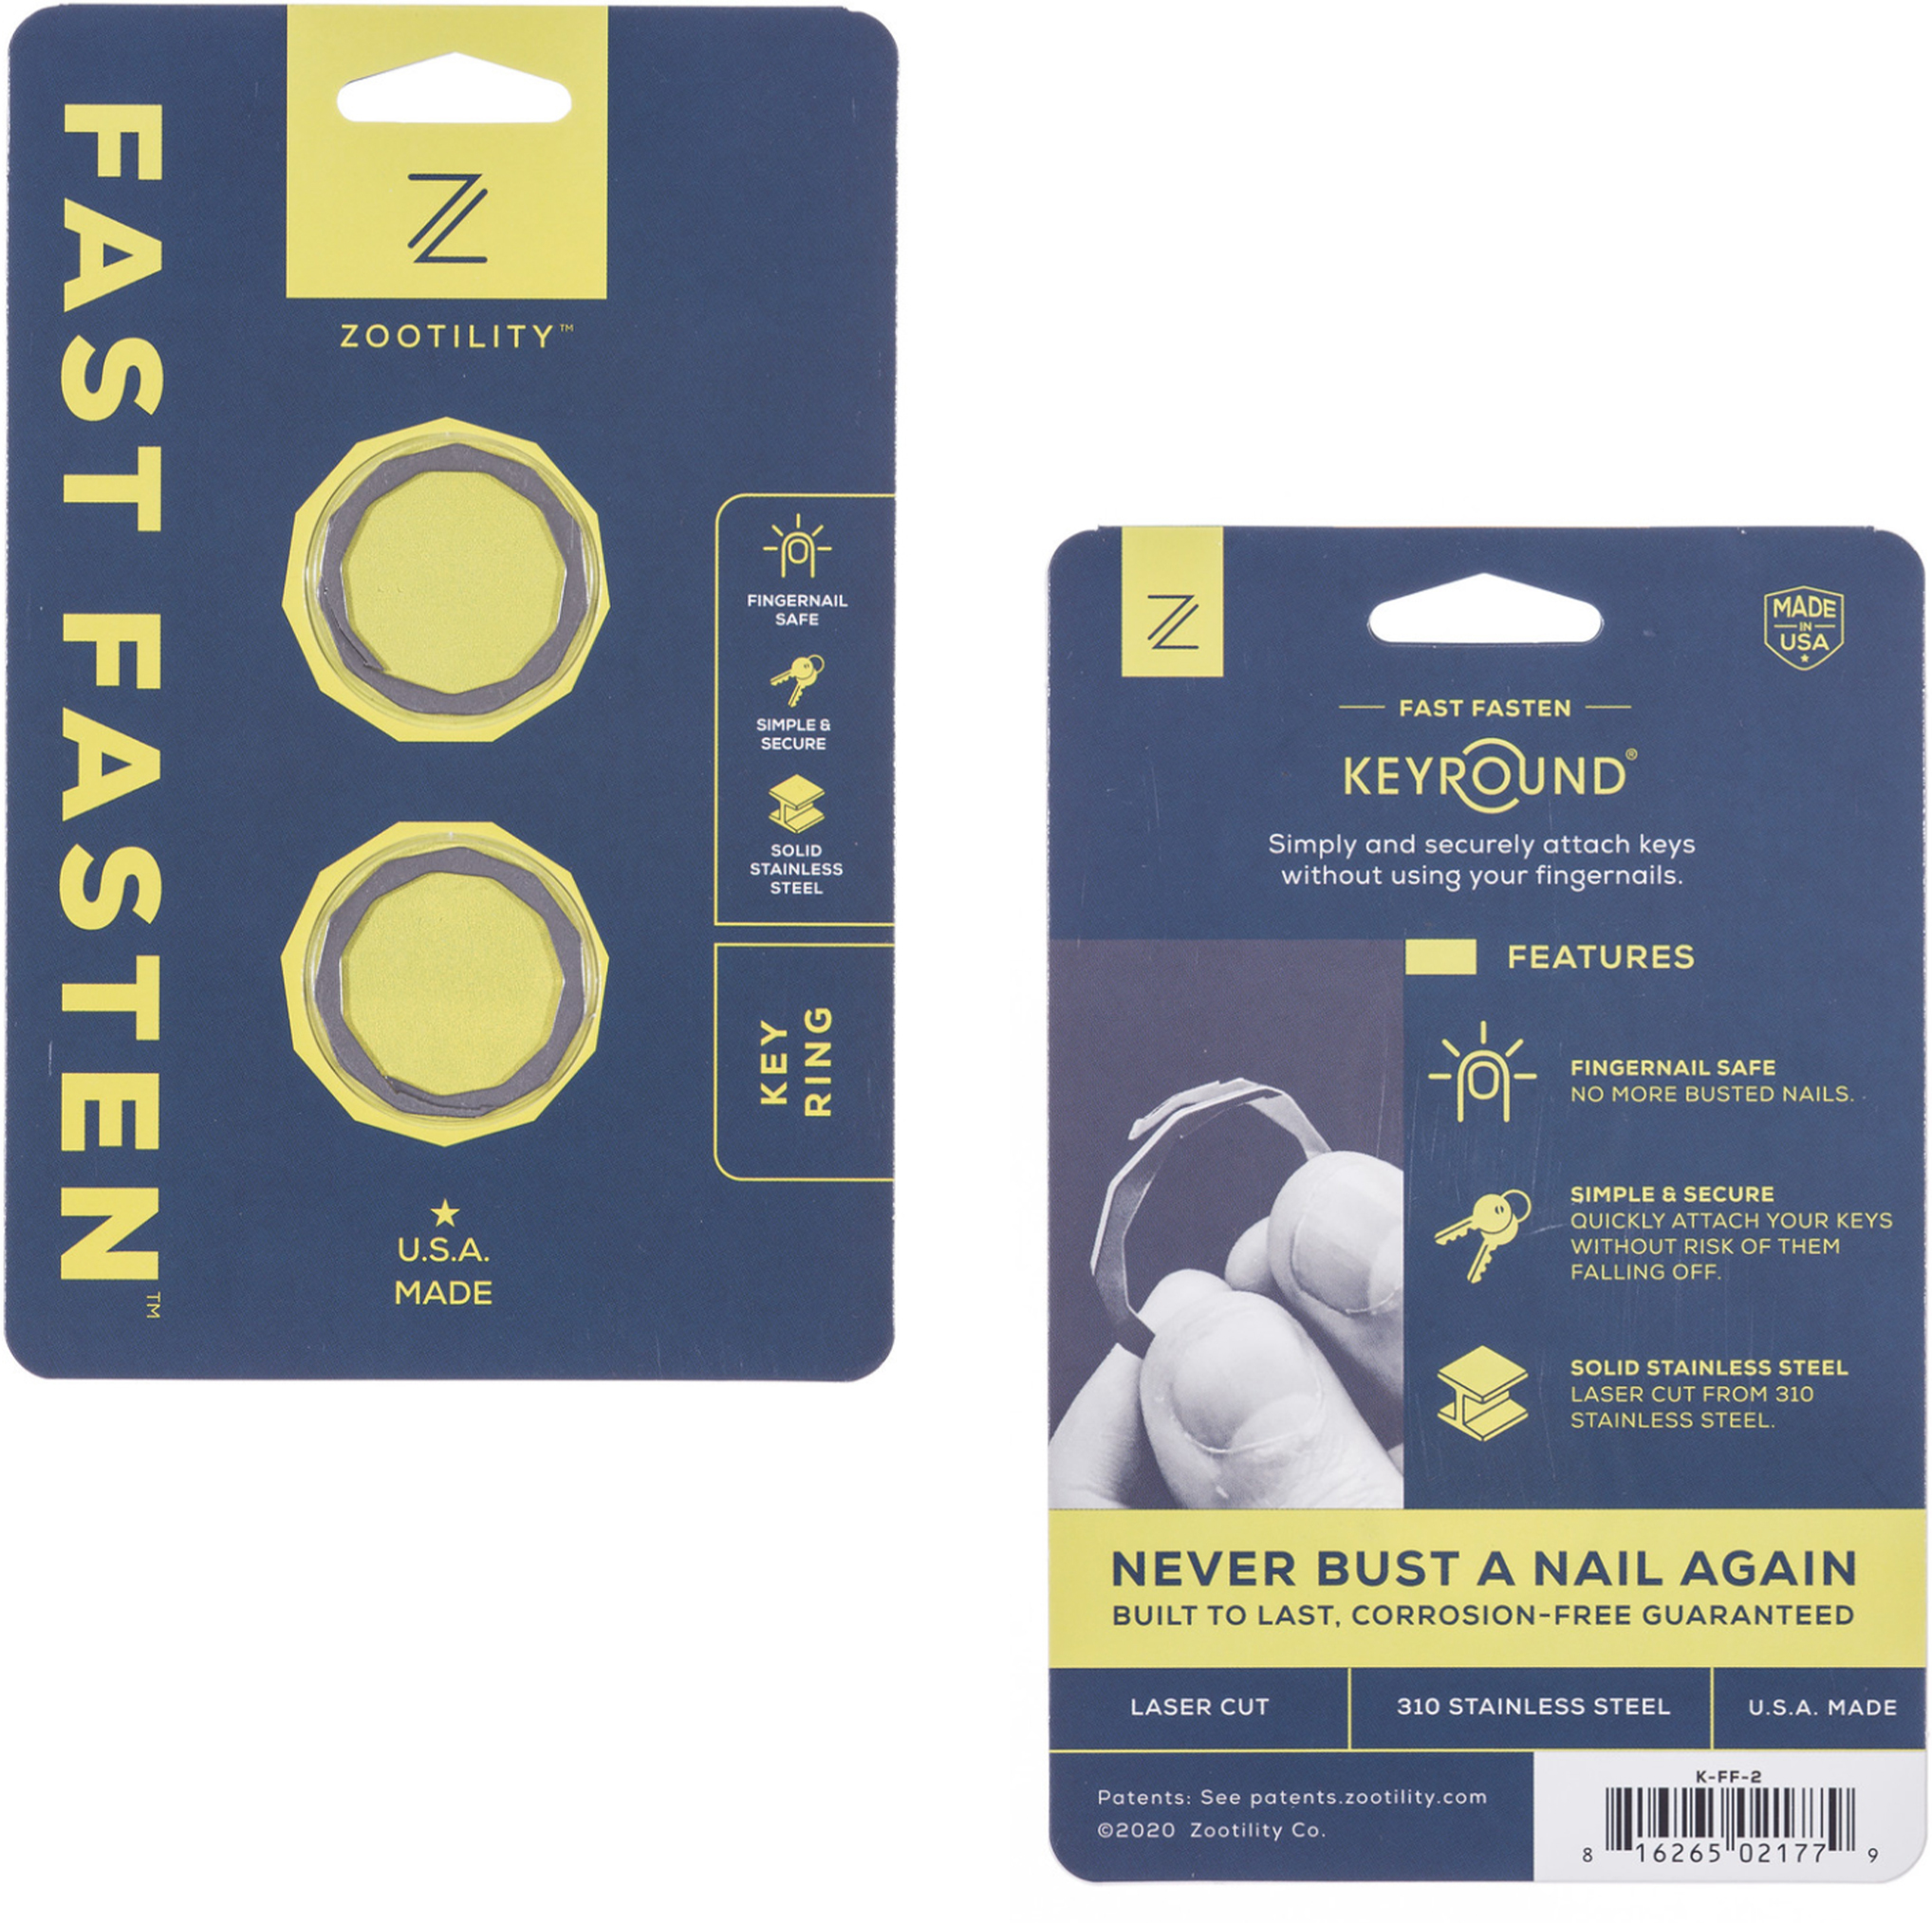 FAST FASTEN™
Z
ZOOTILITY™
FINGERNAIL
SAFE
SIMPLE &
SECURE
SOLID
STAINLESS
STEEL
KEY
RING
U.S.A.
MADE
Z
MADE
IN
USA
FAST FASTEN
KEYROUND®
Simply and securely attach keys
without using your fingernails.
FEATURES
FINGERNAIL SAFE
NO MORE BUSTED NAILS.
SIMPLE & SECURE
QUICKLY ATTACH YOUR KEYS
WITHOUT RISK OF THEM
FALLING OFF.
SOLID STAINLESS STEEL
LASER CUT FROM 310
STAINLESS STEEL.
NEVER BUST A NAIL AGAIN
BUILT TO LAST, CORROSION-FREE GUARANTEED
LASER CUT
310 STAINLESS STEEL
U.S.A. MADE
Patents: See patents.zootility.com
©2020 Zootility Co.
K-FF-2
8 16265 02177 9